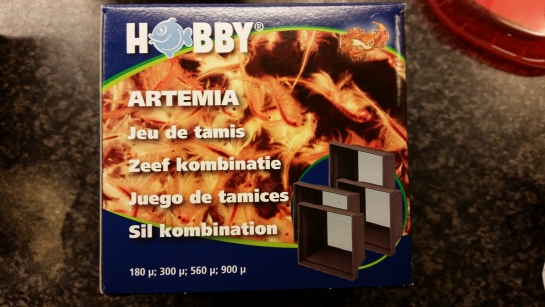 HOBBY®
ARTEMIA
Jeu de tamis
Zeef kombinatie
Juego de tamices
Sil kombination
180 µ; 300 µ; 560 µ; 900 µ